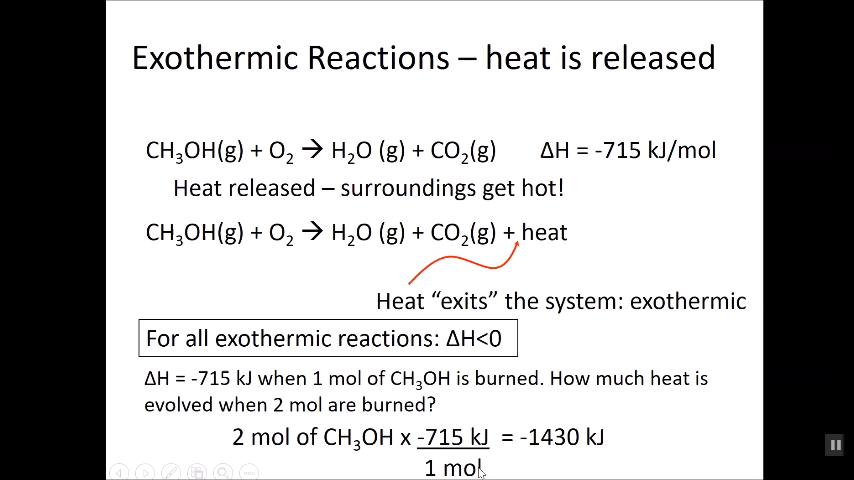 Exothermic Reactions – heat is released
CH₃OH(g) + O₂ → H₂O (g) + CO₂(g) ΔH = -715 kJ/mol
Heat released – surroundings get hot!
CH₃OH(g) + O₂ → H₂O (g) + CO₂(g) + heat
Heat “exits” the system: exothermic
For all exothermic reactions: ΔH<0
ΔH = -715 kJ when 1 mol of CH₃OH is burned. How much heat is
evolved when 2 mol are burned?
2 mol of CH₃OH x -715 kJ = -1430 kJ
1 mol